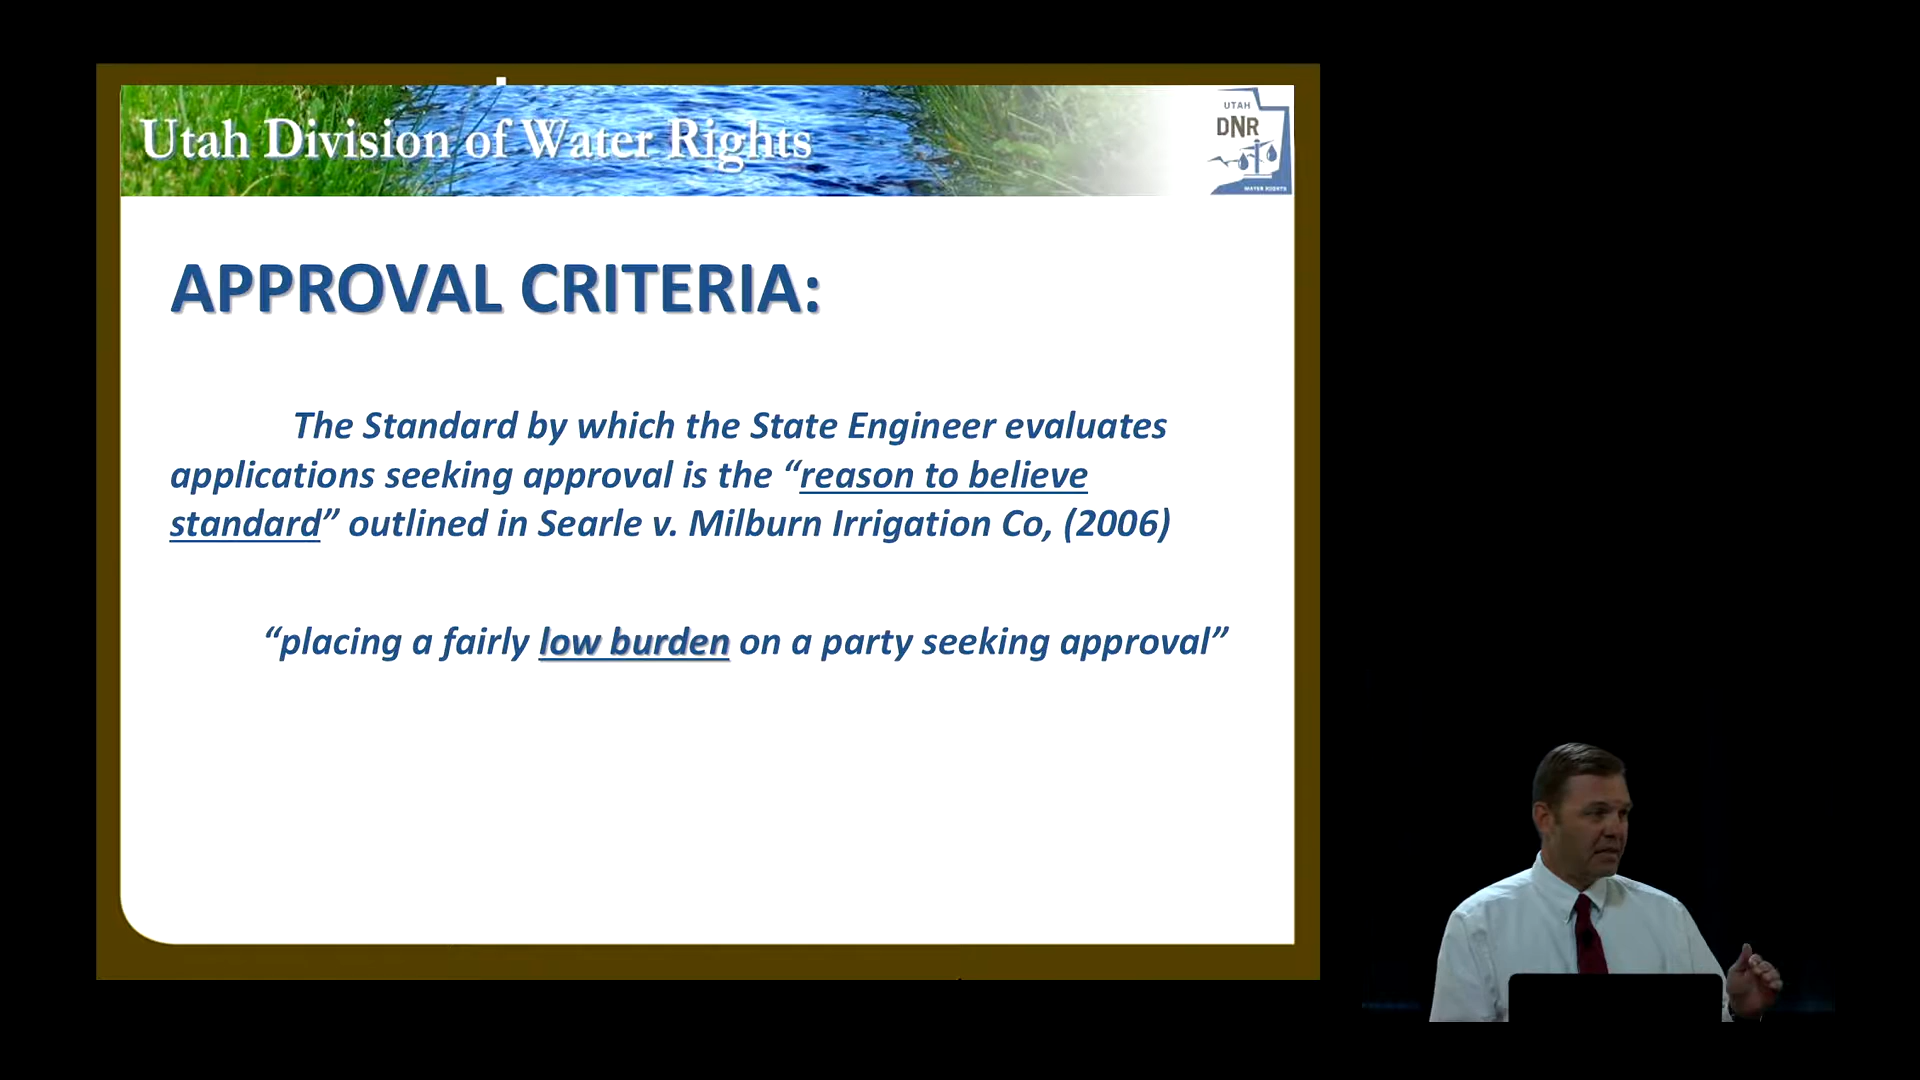 Utah Division of Water Rights
UTAH
DNR
WATER RIGHTS
APPROVAL CRITERIA:
The Standard by which the State Engineer evaluates
applications seeking approval is the “reason to believe
standard” outlined in Searle v. Milburn Irrigation Co, (2006)
“placing a fairly low burden on a party seeking approval”